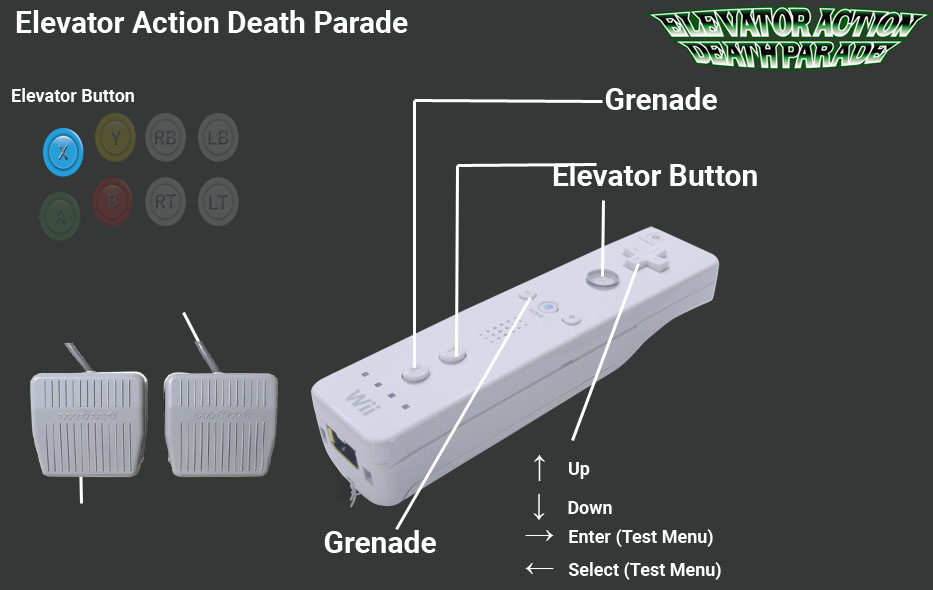 Elevator Action Death Parade
ELEVATOR ACTION
DEATH PARADE
Elevator Button
X Y RB LB
A B RT LT
Grenade
Elevator Button
Wii
Grenade
↑ Up
↓ Down
→ Enter (Test Menu)
← Select (Test Menu)